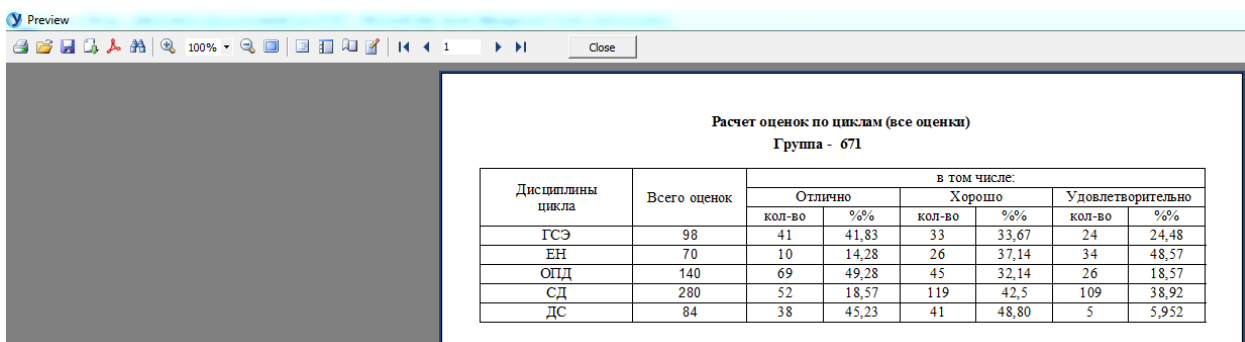 Preview
100%
1
Close
Расчет оценок по циклам (все оценки)
Группа - 671
Дисциплины цикла Всего оценок в том числе:
Отлично Хорошо Удовлетворительно
кол-во %% кол-во %% кол-во %%
ГСЭ 98 41 41,83 33 33,67 24 24,48
ЕН 70 10 14,28 26 37,14 34 48,57
ОПД 140 69 49,28 45 32,14 26 18,57
СД 280 52 18,57 119 42,5 109 38,92
ДС 84 38 45,23 41 48,80 5 5,952